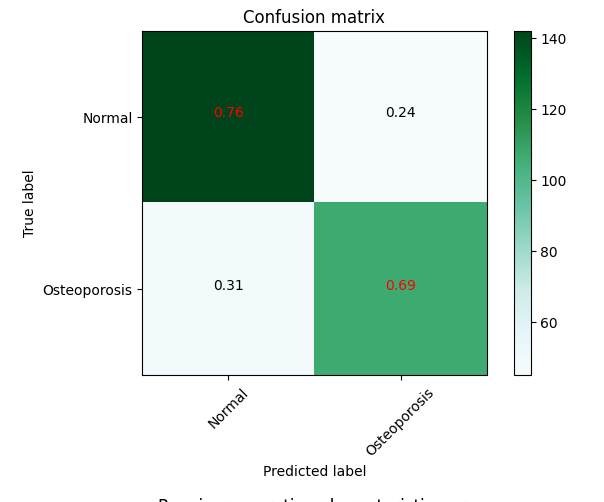 Confusion matrix
Normal
0.76
0.24
140
120
100
80
60
True label
Osteoporosis
0.31
0.69
Normal
Osteoporosis
Predicted label